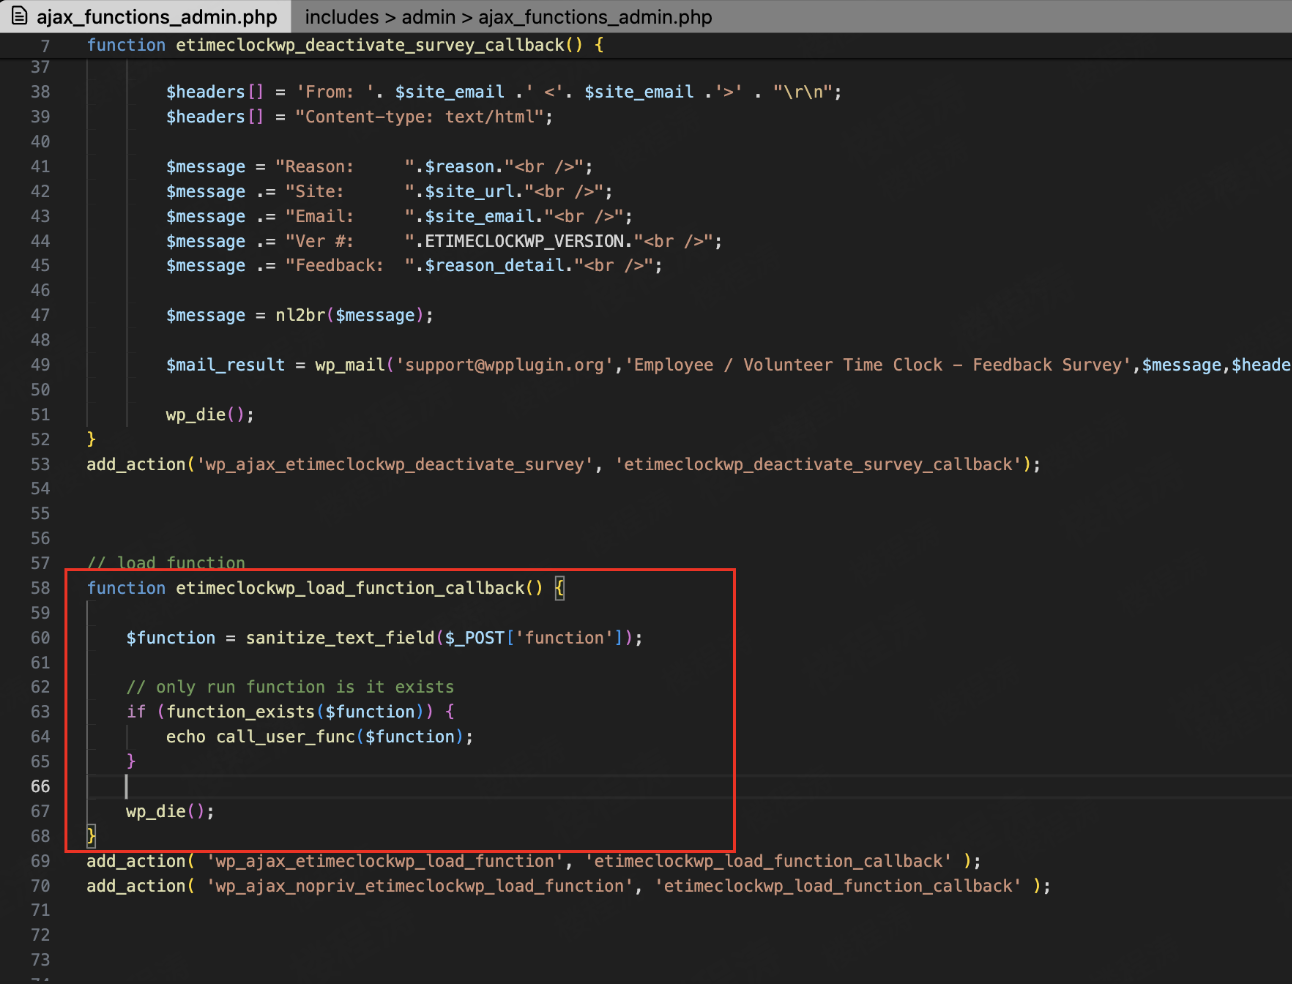 ajax_functions_admin.php includes > admin > ajax_functions_admin.php
7 function etimeclockwp_deactivate_survey_callback() {
37
38 $headers[] = 'From: '. $site_email .' <'. $site_email .'>' . "\r\n";
39 $headers[] = "Content-type: text/html";
40
41 $message = "Reason:     ".$reason."<br />";
42 $message .= "Site:      ".$site_url."<br />";
43 $message .= "Email:     ".$site_email."<br />";
44 $message .= "Ver #:     ".ETIMECLOCKWP_VERSION."<br />";
45 $message .= "Feedback:  ".$reason_detail."<br />";
46
47 $message = nl2br($message);
48
49 $mail_result = wp_mail('support@wpplugin.org','Employee / Volunteer Time Clock - Feedback Survey',$message,$heade
50
51 wp_die();
52 }
53 add_action('wp_ajax_etimeclockwp_deactivate_survey', 'etimeclockwp_deactivate_survey_callback');
54
55
56
57 // load function
58 function etimeclockwp_load_function_callback() {
59
60 $function = sanitize_text_field($_POST['function']);
61
62 // only run function is it exists
63 if (function_exists($function)) {
64 echo call_user_func($function);
65 }
66
67 wp_die();
68 }
69 add_action( 'wp_ajax_etimeclockwp_load_function', 'etimeclockwp_load_function_callback' );
70 add_action( 'wp_ajax_nopriv_etimeclockwp_load_function', 'etimeclockwp_load_function_callback' );
71
72
73